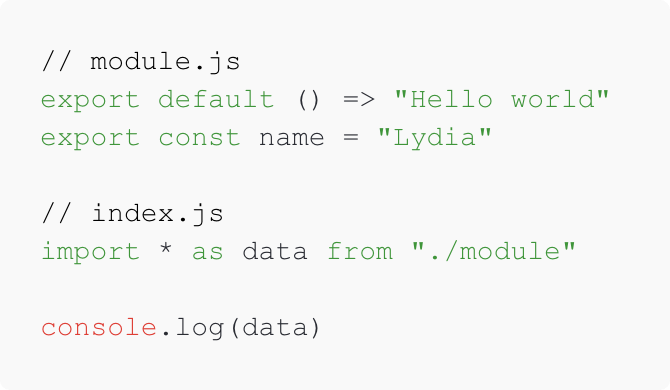 // module.js
export default () => "Hello world"
export const name = "Lydia"
// index.js
import * as data from "./module"
console.log(data)